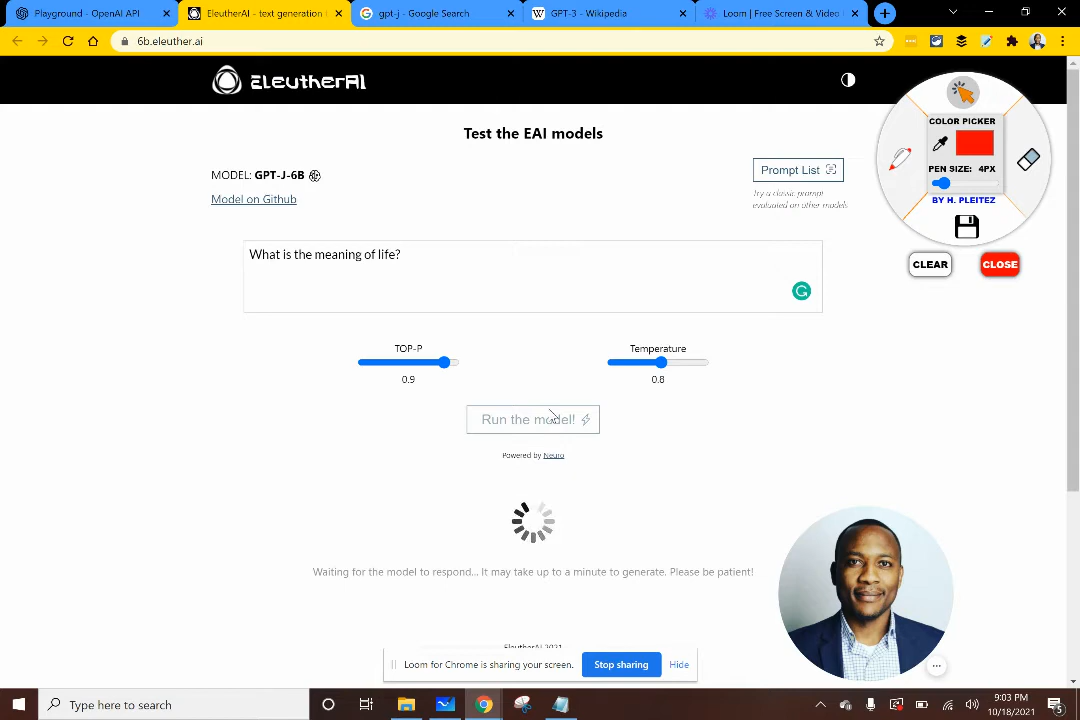 Playground - OpenAI API
EleutherAI - text generation
gpt-j - Google Search
GPT-3 - Wikipedia
Loom | Free Screen & Video
6b.eleuther.ai
EleutherAI
Test the EAI models
MODEL: GPT-J-6B
Model on Github
Prompt List
Try a classic prompt
evaluated on other models
COLOR PICKER
PEN SIZE: 4PX
BY H. PLEITEZ
CLEAR
CLOSE
What is the meaning of life?
TOP-P
Temperature
0.9
0.8
Run the model!
Powered by Neuro
Waiting for the model to respond... It may take up to a minute to generate. Please be patient!
EleutherAI 2021
Loom for Chrome is sharing your screen.
Stop sharing
Hide
Type here to search
9:03 PM
10/18/2021
5